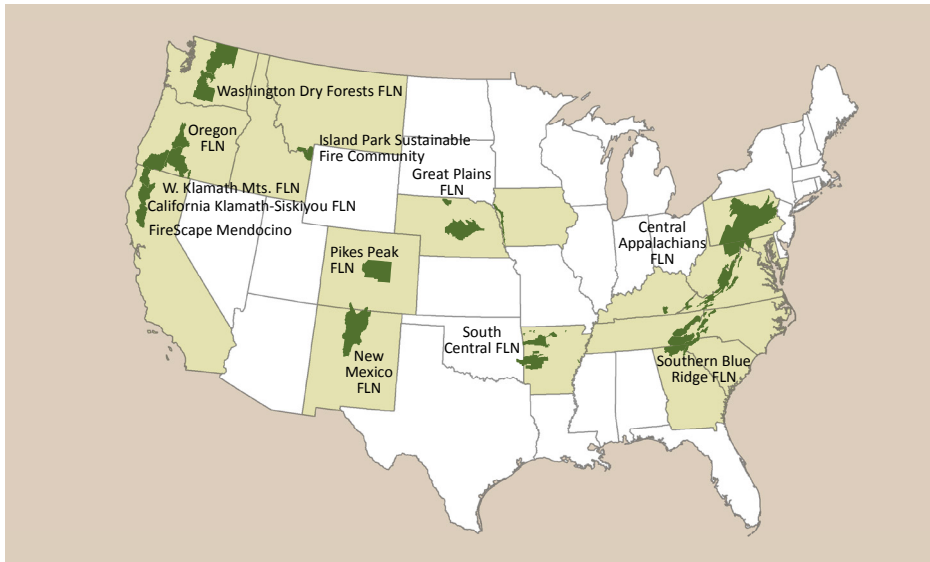 Washington Dry Forests FLN
Oregon
FLN
Island Park Sustainable
Fire Community
Great Plains
FLN
W. Klamath Mts. FLN
California Klamath-Siskiyou FLN
FireScape Mendocino
Central
Appalachians
FLN
Pikes Peak
FLN
South
Central FLN
New
Mexico
FLN
Southern Blue
Ridge FLN